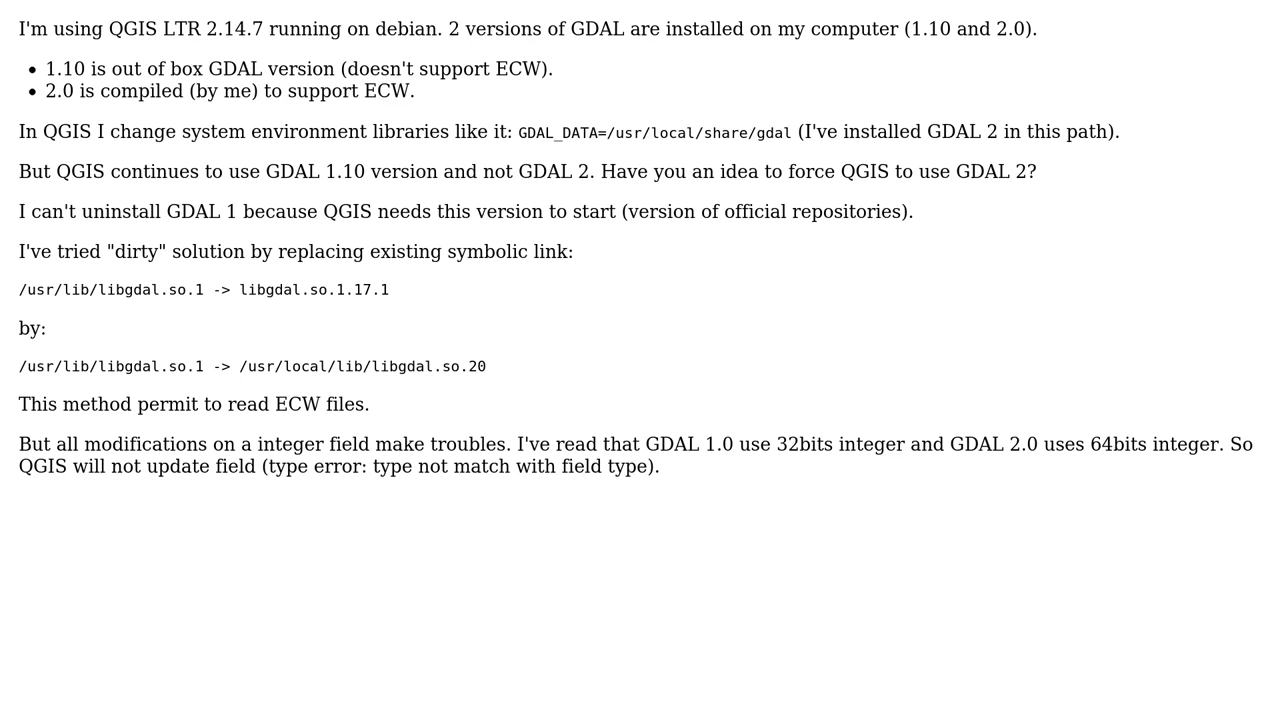 I'm using QGIS LTR 2.14.7 running on debian. 2 versions of GDAL are installed on my computer (1.10 and 2.0).
• 1.10 is out of box GDAL version (doesn't support ECW).
• 2.0 is compiled (by me) to support ECW.
In QGIS I change system environment libraries like it: GDAL_DATA=/usr/local/share/gdal (I've installed GDAL 2 in this path).
But QGIS continues to use GDAL 1.10 version and not GDAL 2. Have you an idea to force QGIS to use GDAL 2?
I can't uninstall GDAL 1 because QGIS needs this version to start (version of official repositories).
I've tried "dirty" solution by replacing existing symbolic link:
/usr/lib/libgdal.so.1 -> libgdal.so.1.17.1
by:
/usr/lib/libgdal.so.1 -> /usr/local/lib/libgdal.so.20
This method permit to read ECW files.
But all modifications on a integer field make troubles. I've read that GDAL 1.0 use 32bits integer and GDAL 2.0 uses 64bits integer. So
QGIS will not update field (type error: type not match with field type).